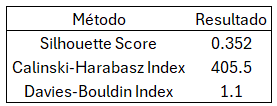 Método Resultado
Silhouette Score 0.352
Calinski-Harabasz Index 405.5
Davies-Bouldin Index 1.1